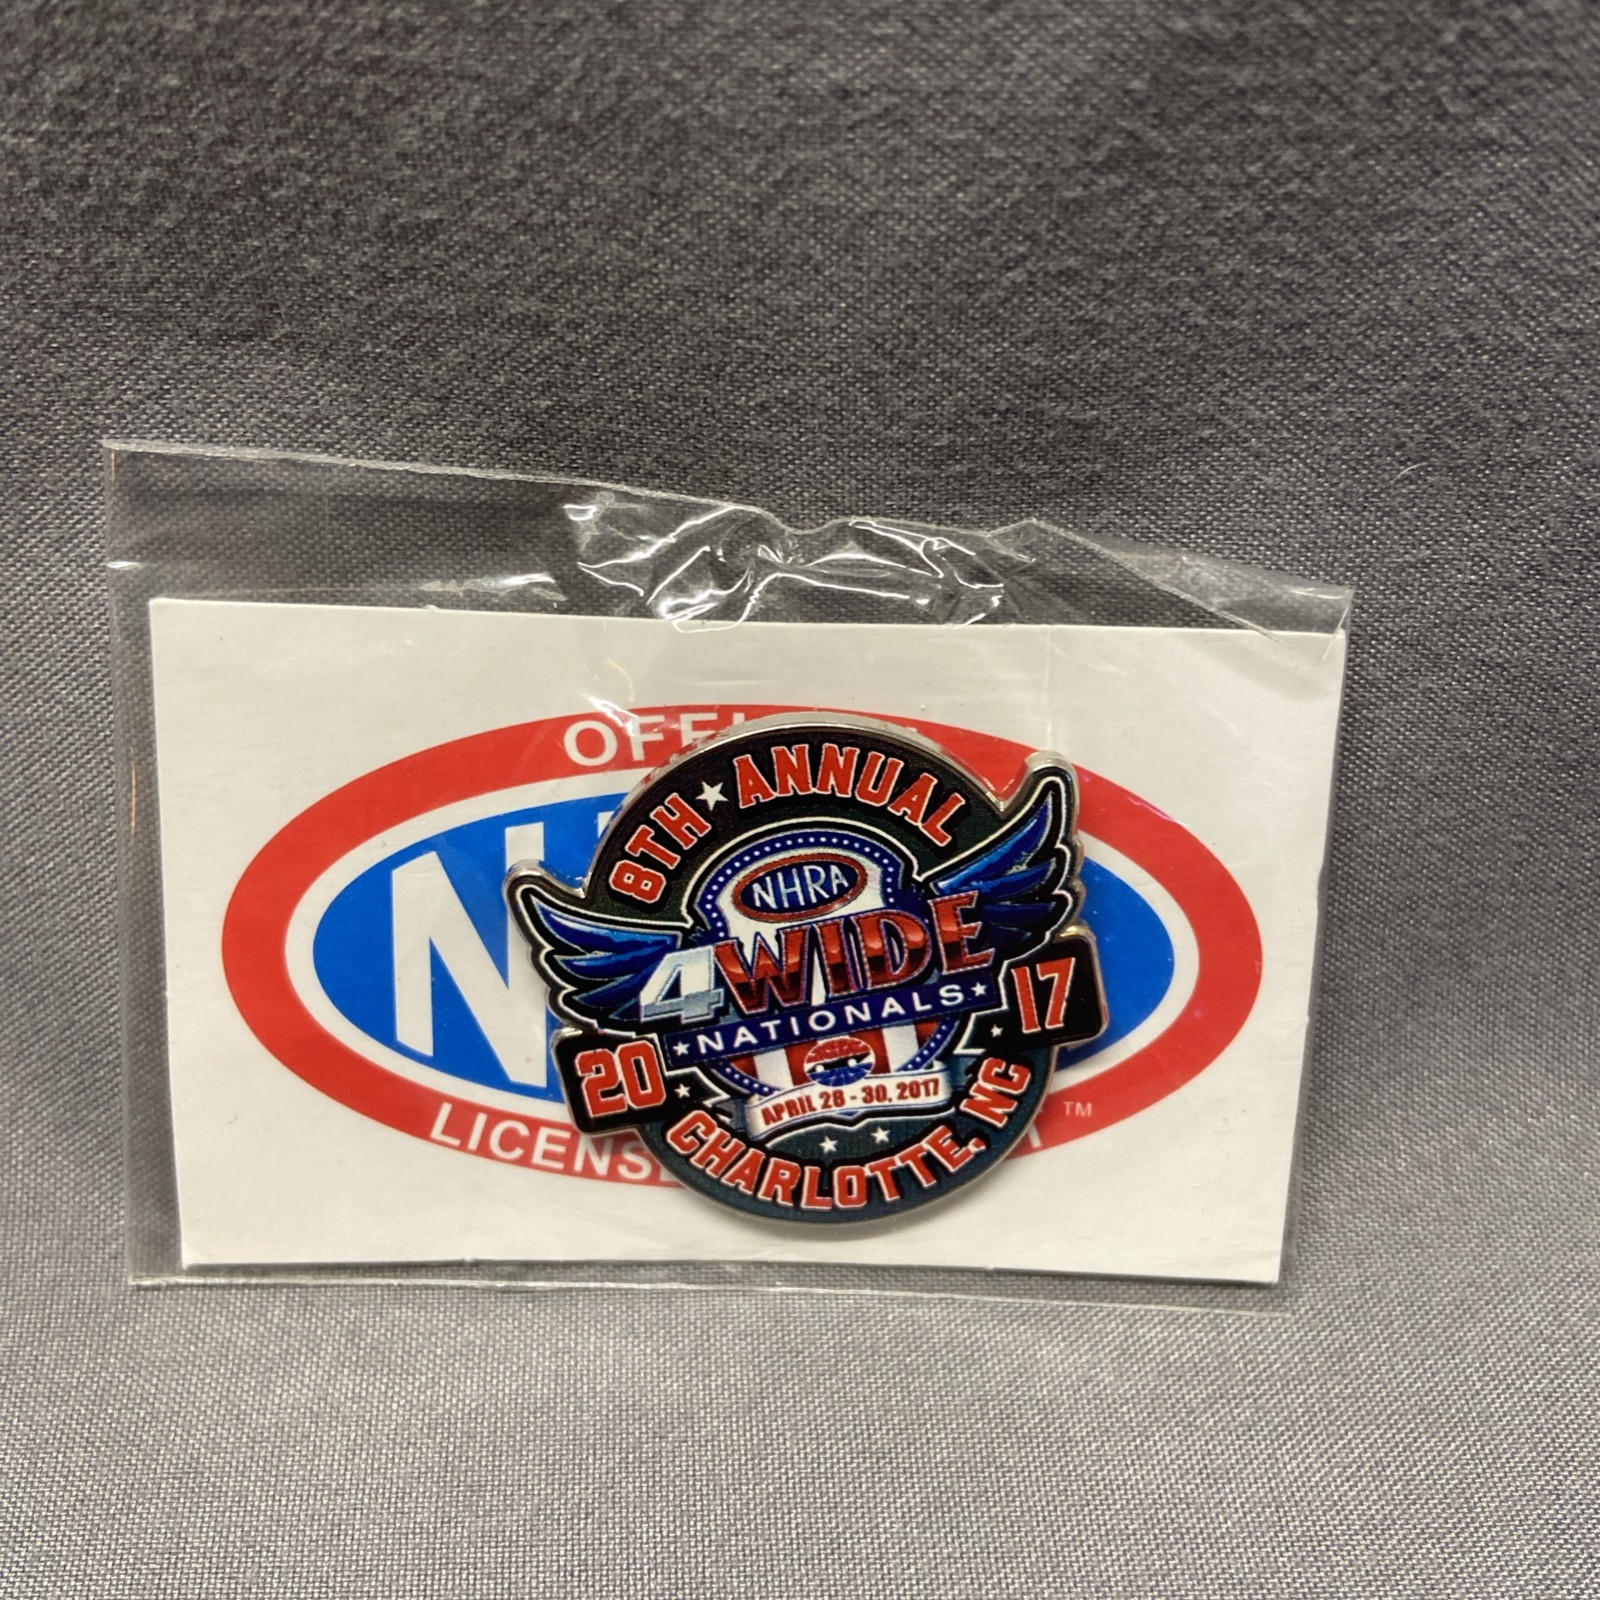 OFFI
N
LICENS
TM
8TH ★ ANNUAL
NHRA
4WIDE
★NATIONALS★
20 17
APRIL 28 - 30, 2017
CHARLOTTE, NC